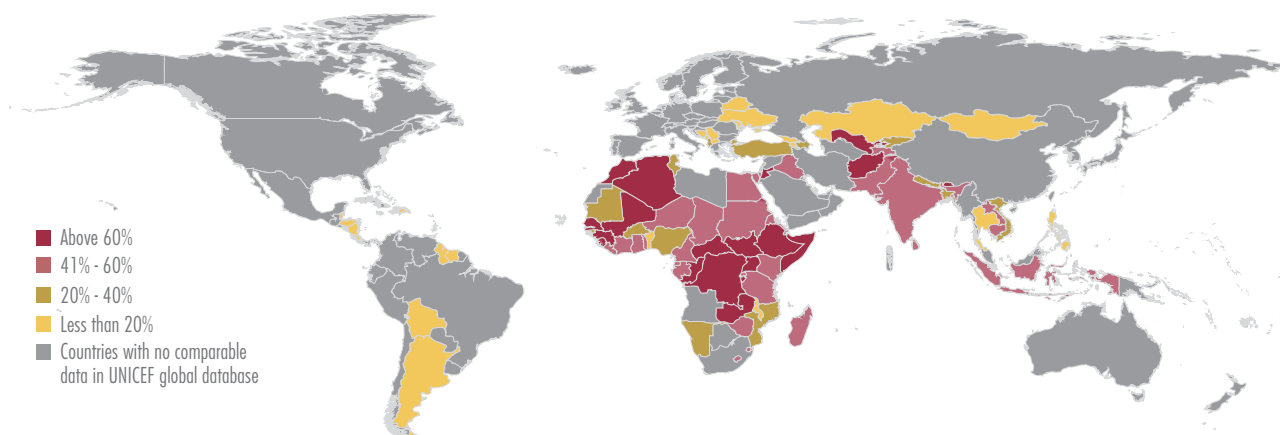 Above 60%
41% - 60%
20% - 40%
Less than 20%
Countries with no comparable
data in UNICEF global database